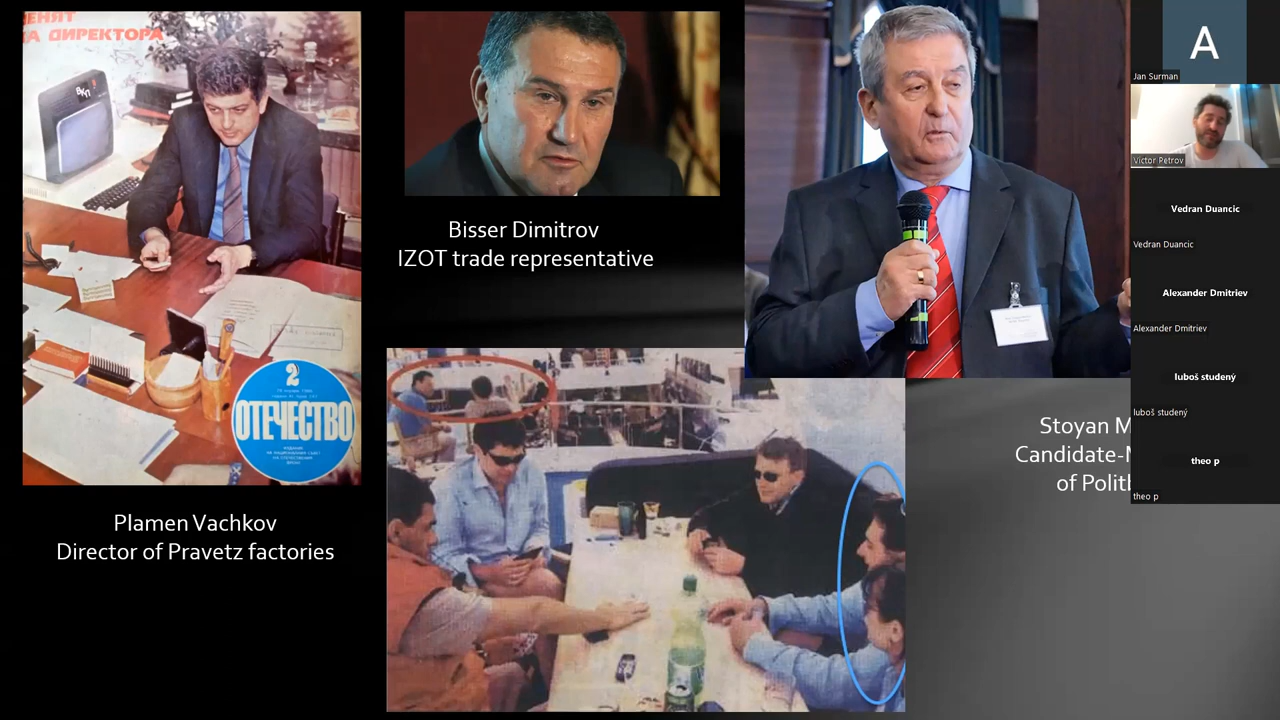 ДИРЕКТОРА
2
ОТЕЧЕСТВО
Plamen Vachkov
Director of Pravetz factories
Bisser Dimitrov
IZOT trade representative
Stoyan M
Candidate-
of Polit
A
Jan Surman
Victor Petrov
Vedran Duancic
Vedran Duancic
Alexander Dmitriev
Alexander Dmitriev
luboš studený
luboš studený
theo p
theo p